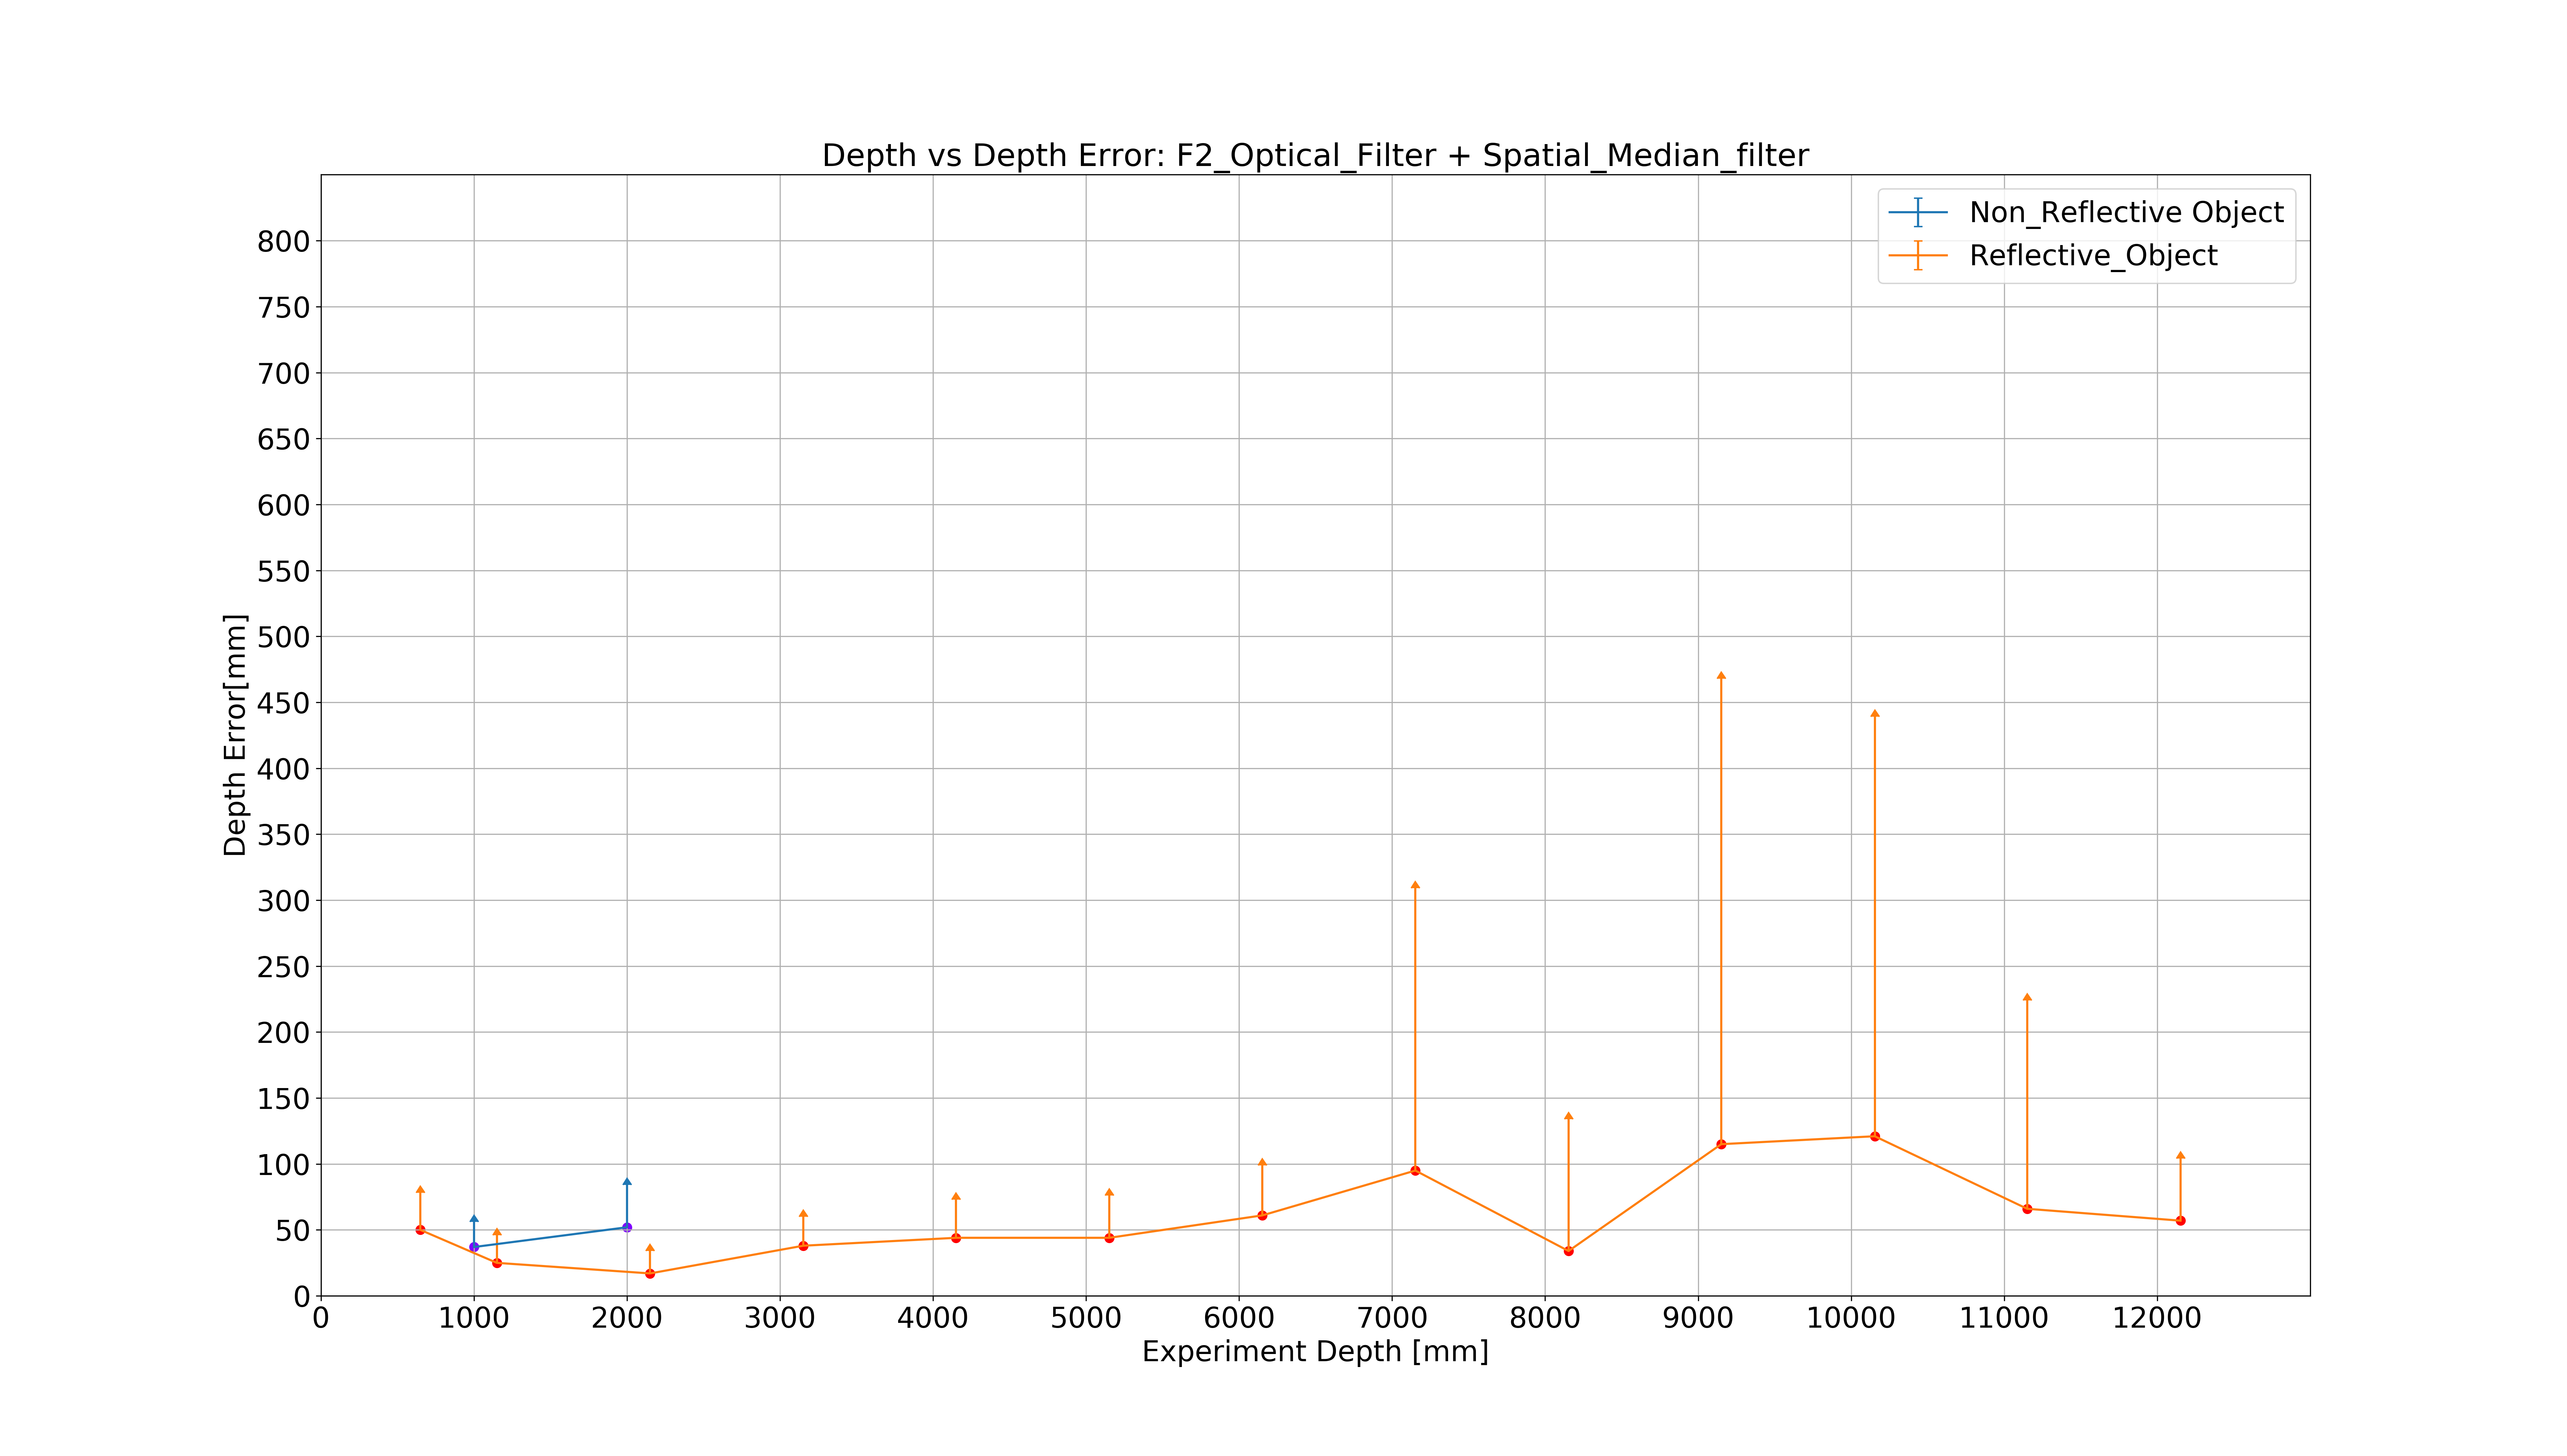 Depth vs Depth Error: F2_Optical_Filter + Spatial_Median_filter
Non_Reflective Object
Reflective_Object
800
750
700
650
600
550
500
450
400
350
300
250
200
150
100
50
0
Depth Error[mm]
0 1000 2000 3000 4000 5000 6000 7000 8000 9000 10000 11000 12000
Experiment Depth [mm]